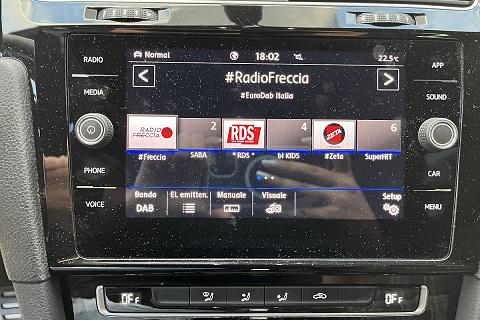 RADIO
MEDIA
PHONE
VOICE
Normal 18:02 22.5°C
#RadioFreccia
#EuroDab Italia
RADIO FRECCIA 2 RDS 4 ZETA 6
#Freccia SABA * RDS * bl KIDS #Zeta SuperHIT
Banda El. emitten. Manuale Visuale Setup
DAB
APP
SOUND
CAR
MENU
OFF OFF